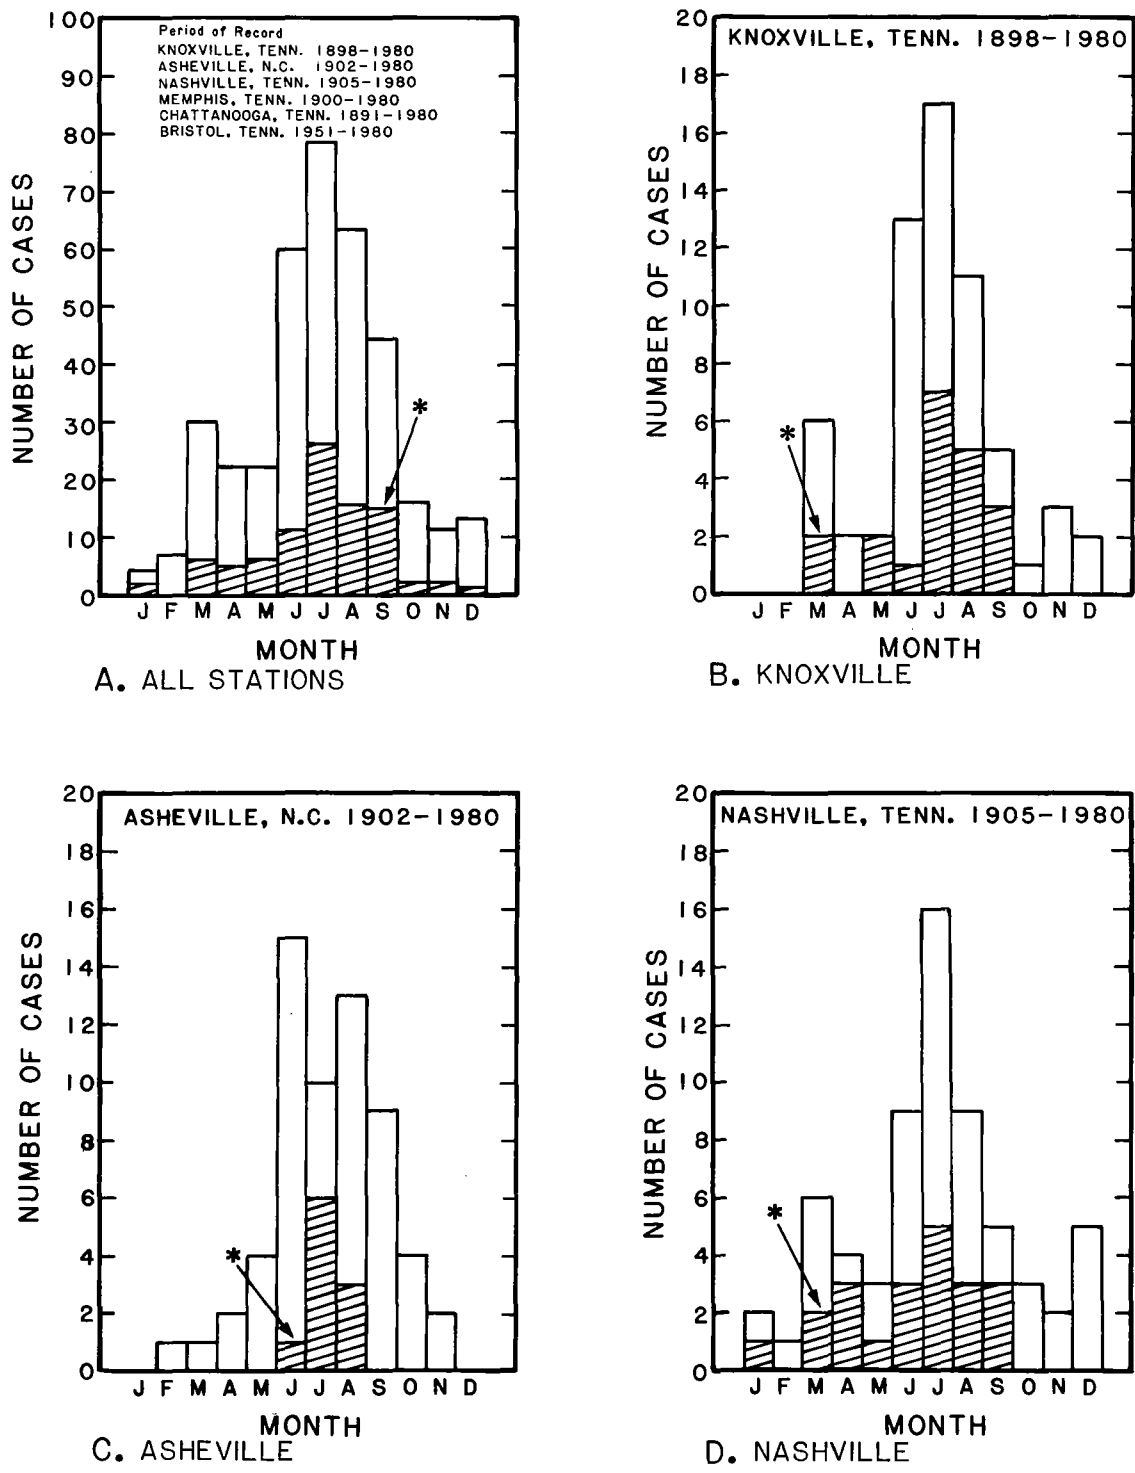 Period of Record
KNOXVILLE, TENN. 1898-1980
ASHEVILLE, N.C. 1902-1980
NASHVILLE, TENN. 1905-1980
MEMPHIS, TENN. 1900-1980
CHATTANOOGA, TENN. 1891-1980
BRISTOL, TENN. 1951-1980
100
90
80
70
60
50
40
30
20
10
0
NUMBER OF CASES
*
J F M A M J J A S O N D
MONTH
A. ALL STATIONS
KNOXVILLE, TENN. 1898-1980
20
18
16
14
12
10
8
6
4
2
0
NUMBER OF CASES
*
J F M A M J J A S O N D
MONTH
B. KNOXVILLE
ASHEVILLE, N.C. 1902-1980
20
18
16
14
12
10
8
6
4
2
0
NUMBER OF CASES
*
J F M A M J J A S O N D
MONTH
C. ASHEVILLE
NASHVILLE, TENN. 1905-1980
20
18
16
14
12
10
8
6
4
2
0
NUMBER OF CASES
*
J F M A M J J A S O N D
MONTH
D. NASHVILLE